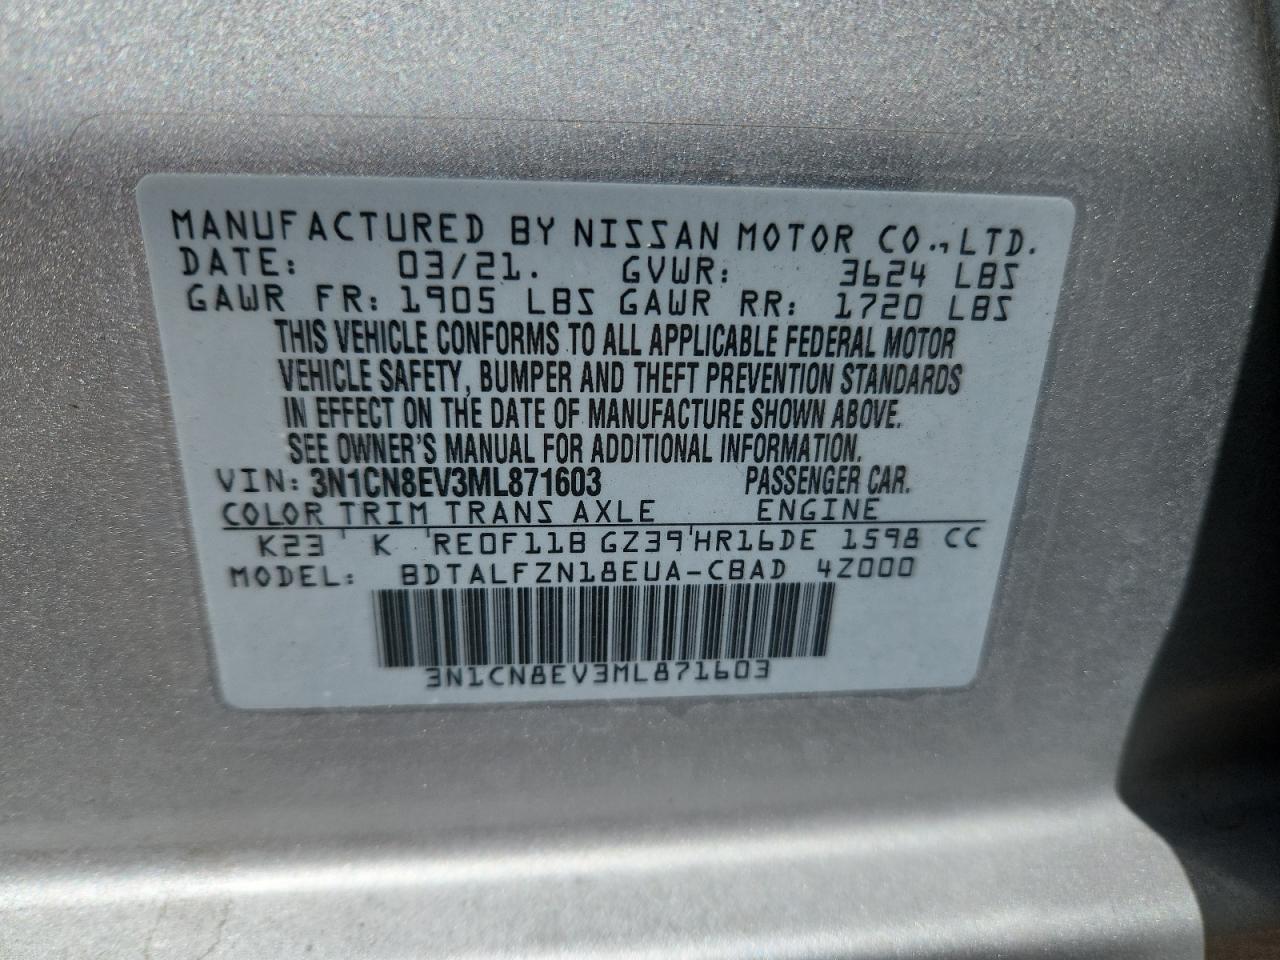 MANUFACTURED BY NISSAN MOTOR CO., LTD.
DATE: 03/21. GVWR: 3624 LBS
GAWR FR: 1905 LBS GAWR RR: 1720 LBS
THIS VEHICLE CONFORMS TO ALL APPLICABLE FEDERAL MOTOR
VEHICLE SAFETY, BUMPER AND THEFT PREVENTION STANDARDS
IN EFFECT ON THE DATE OF MANUFACTURE SHOWN ABOVE.
SEE OWNER'S MANUAL FOR ADDITIONAL INFORMATION.
VIN: 3N1CN8EV3ML871603 PASSENGER CAR.
COLOR TRIM TRANS AXLE ENGINE
K23 ' K 'RE0F11B GZ39'HR16DE 1598 CC
MODEL: BDTALFZN18EUA-CBAD 4Z000
3N1CN8EV3ML871603